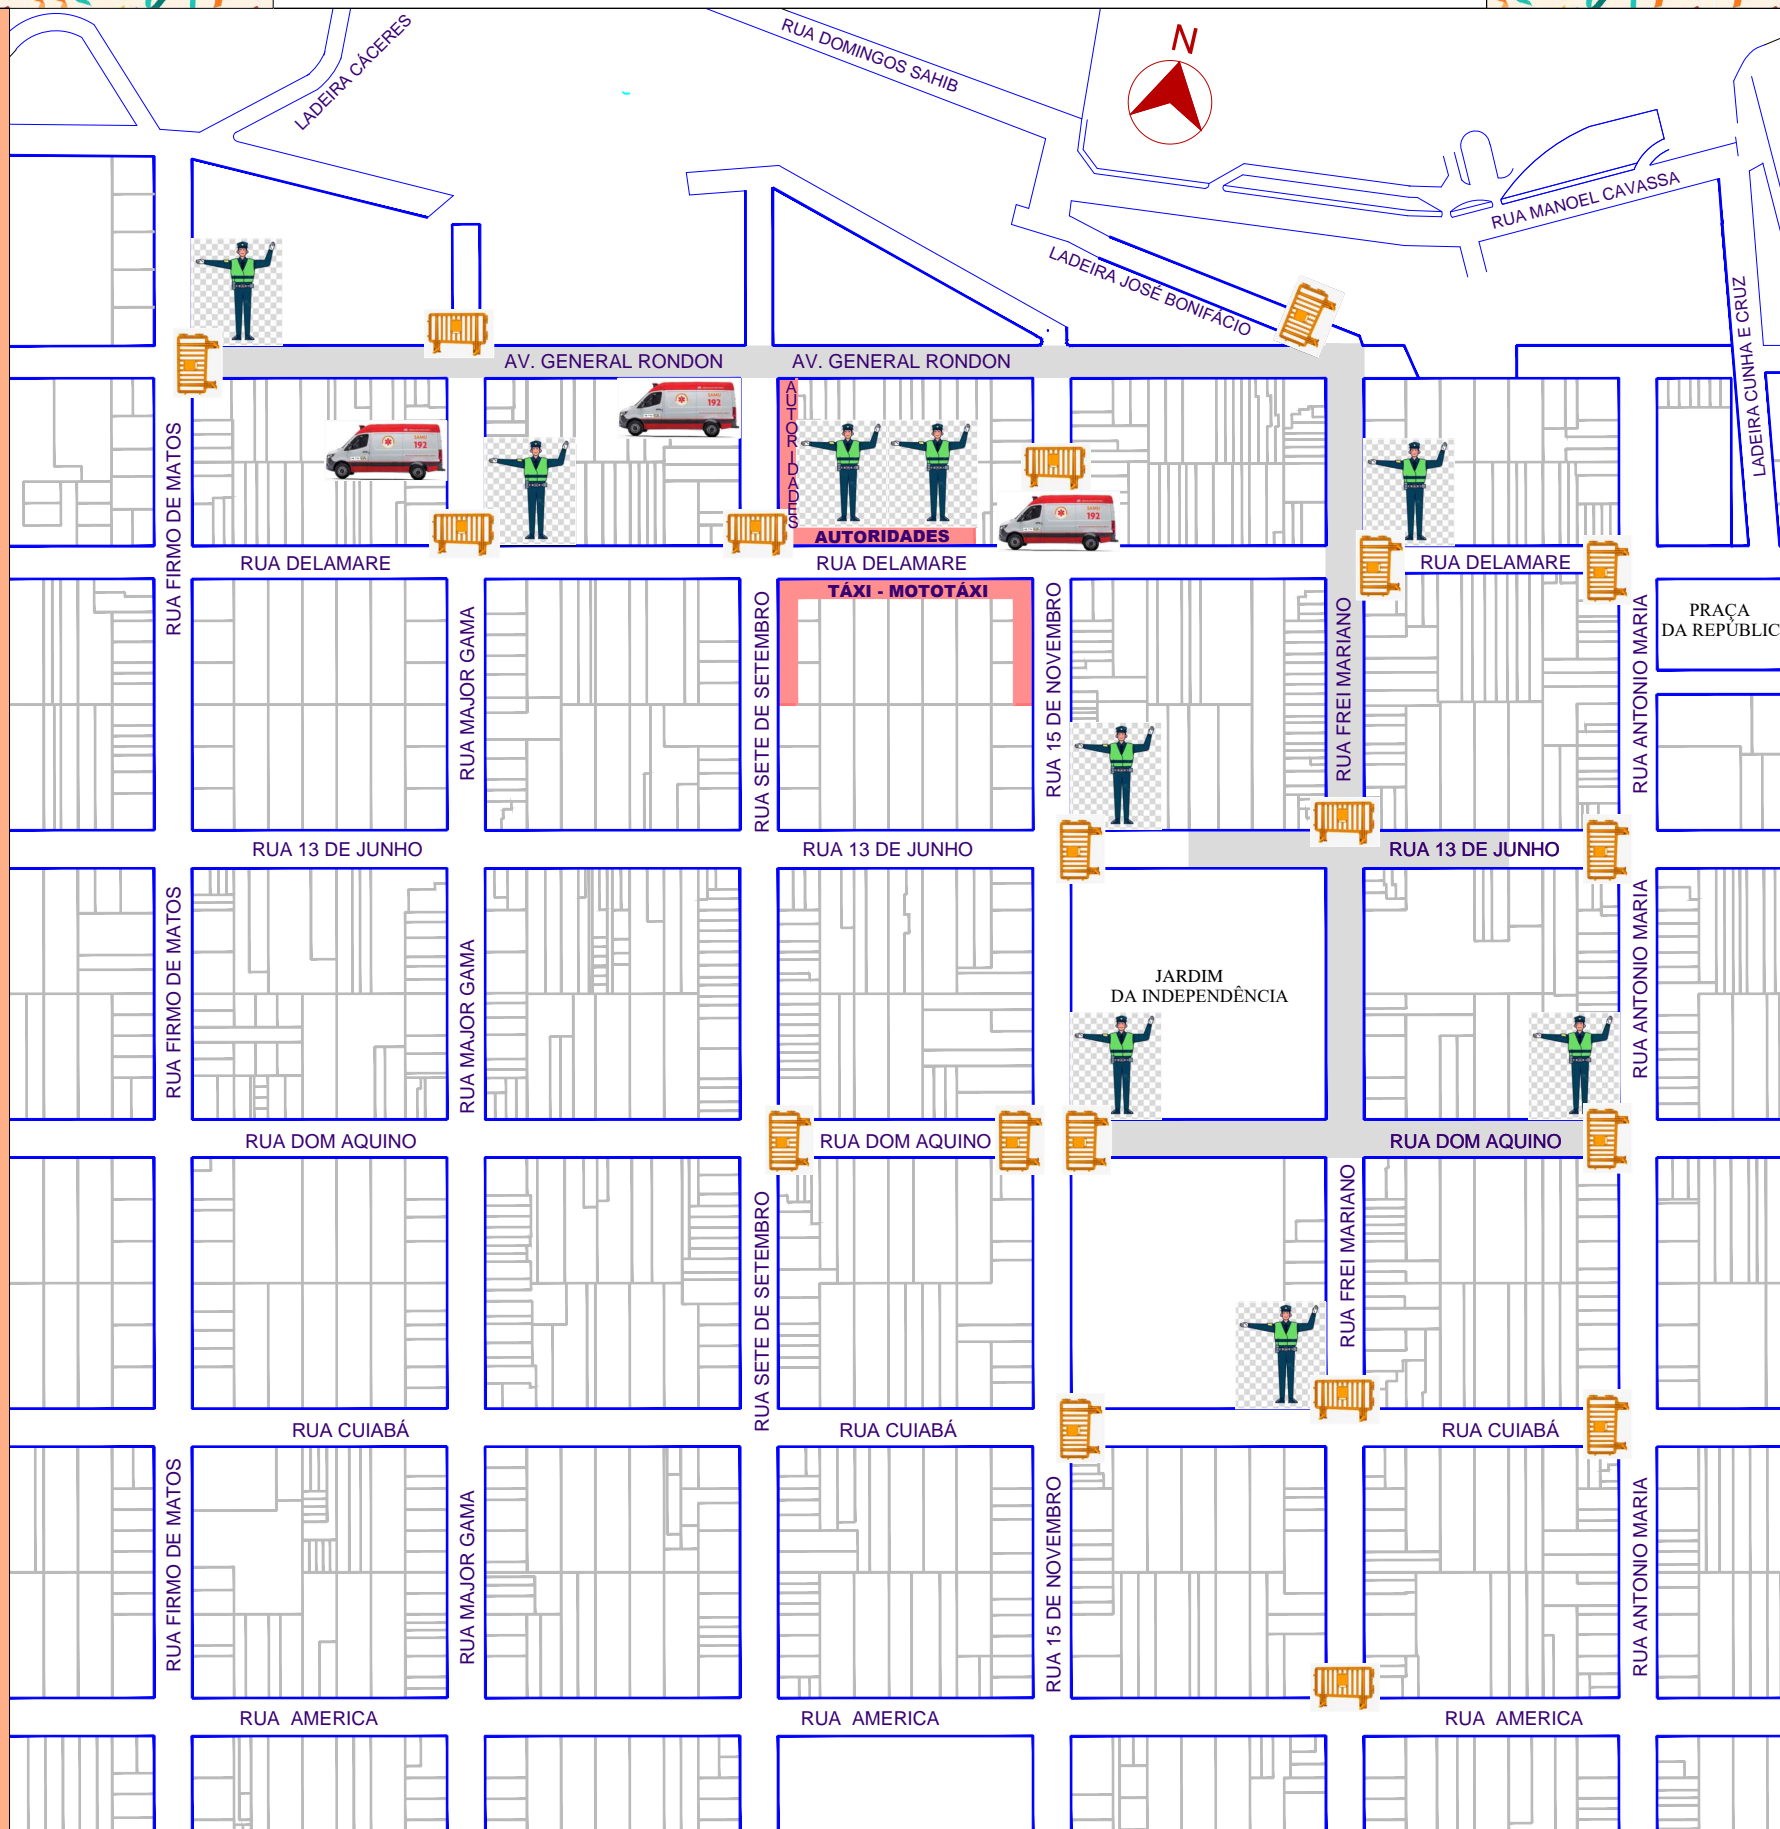 LADEIRA CÁCERES
RUA DOMINGOS SAHIB
N
RUA MANOEL CAVASSA
LADEIRA JOSÉ BONIFÁCIO
LADEIRA CUNHA E CRUZ
AV. GENERAL RONDON
AV. GENERAL RONDON
SAMU
192
SAMU
192
SAMU
192
AUTORIDADES
AUTORIDADES
RUA DELAMARE
RUA DELAMARE
RUA DELAMARE
TÁXI - MOTOTÁXI
RUA FIRMO DE MATOS
RUA MAJOR GAMA
RUA SETE DE SETEMBRO
RUA 15 DE NOVEMBRO
RUA FREI MARIANO
RUA ANTONIO MARIA
PRAÇA
DA REPÚBLIC
RUA 13 DE JUNHO
RUA 13 DE JUNHO
RUA 13 DE JUNHO
RUA FIRMO DE MATOS
RUA MAJOR GAMA
JARDIM
DA INDEPENDÊNCIA
RUA ANTONIO MARIA
RUA DOM AQUINO
RUA DOM AQUINO
RUA DOM AQUINO
RUA SETE DE SETEMBRO
RUA FREI MARIANO
RUA CUIABÁ
RUA CUIABÁ
RUA CUIABÁ
RUA FIRMO DE MATOS
RUA MAJOR GAMA
RUA 15 DE NOVEMBRO
RUA ANTONIO MARIA
RUA AMERICA
RUA AMERICA
RUA AMERICA